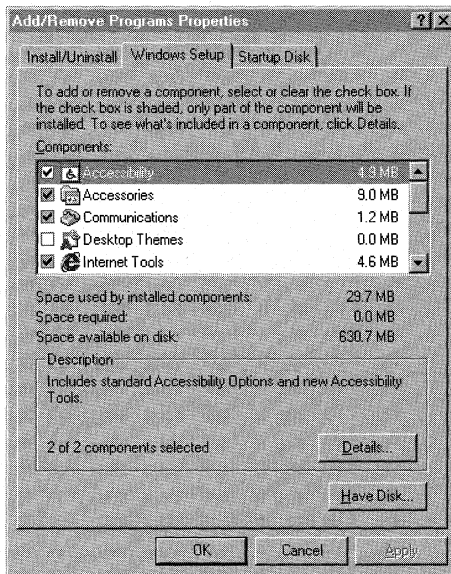 Add/Remove Programs Properties
Install/Uninstall Windows Setup Startup Disk
To add or remove a component, select or clear the check box. If
the check box is shaded, only part of the component will be
installed. To see what's included in a component, click Details.
Components:
Accessibility 4.9 MB
Accessories 9.0 MB
Communications 1.2 MB
Desktop Themes 0.0 MB
Internet Tools 4.6 MB
Space used by installed components: 29.7 MB
Space required: 0.0 MB
Space available on disk: 630.7 MB
Description
Includes standard Accessibility Options and new Accessibility
Tools.
2 of 2 components selected Details...
Have Disk...
OK Cancel Apply